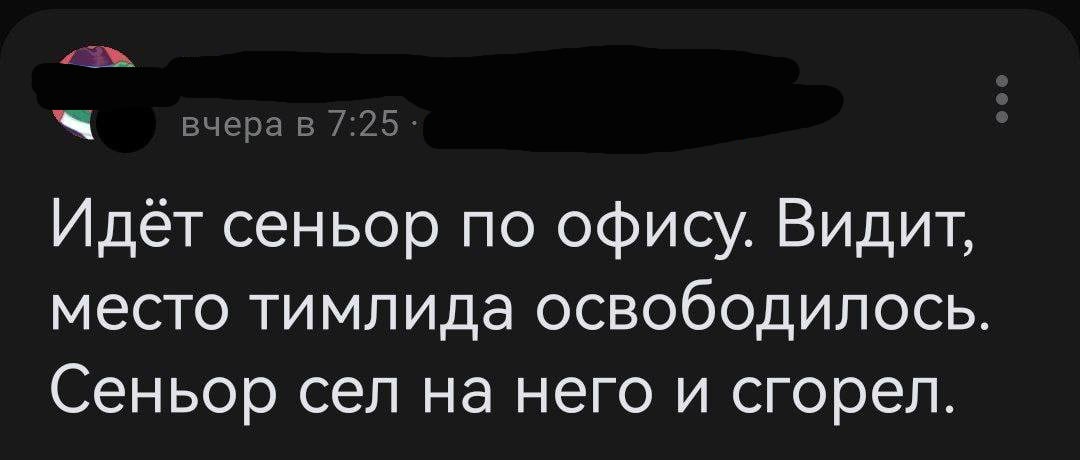 вчера в 7:25 ·
Идёт сеньор по офису. Видит,
место тимлида освободилось.
Сеньор сел на него и сгорел.